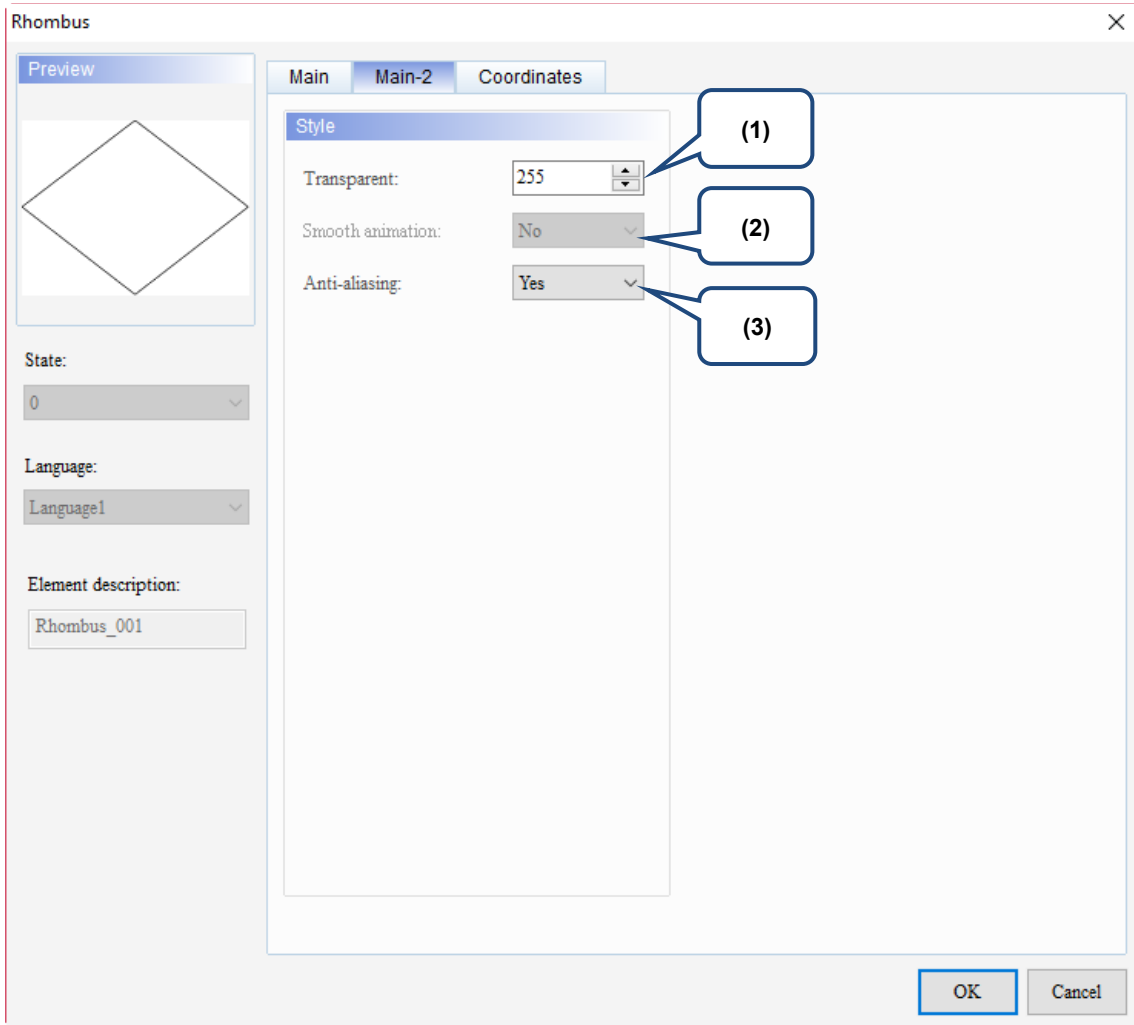 Rhombus
Preview
Main
Main-2
Coordinates
Style
(1)
Transparent:
255
Smooth animation:
No
(2)
Anti-aliasing:
Yes
(3)
State:
0
Language:
Language1
Element description:
Rhombus_001
OK
Cancel